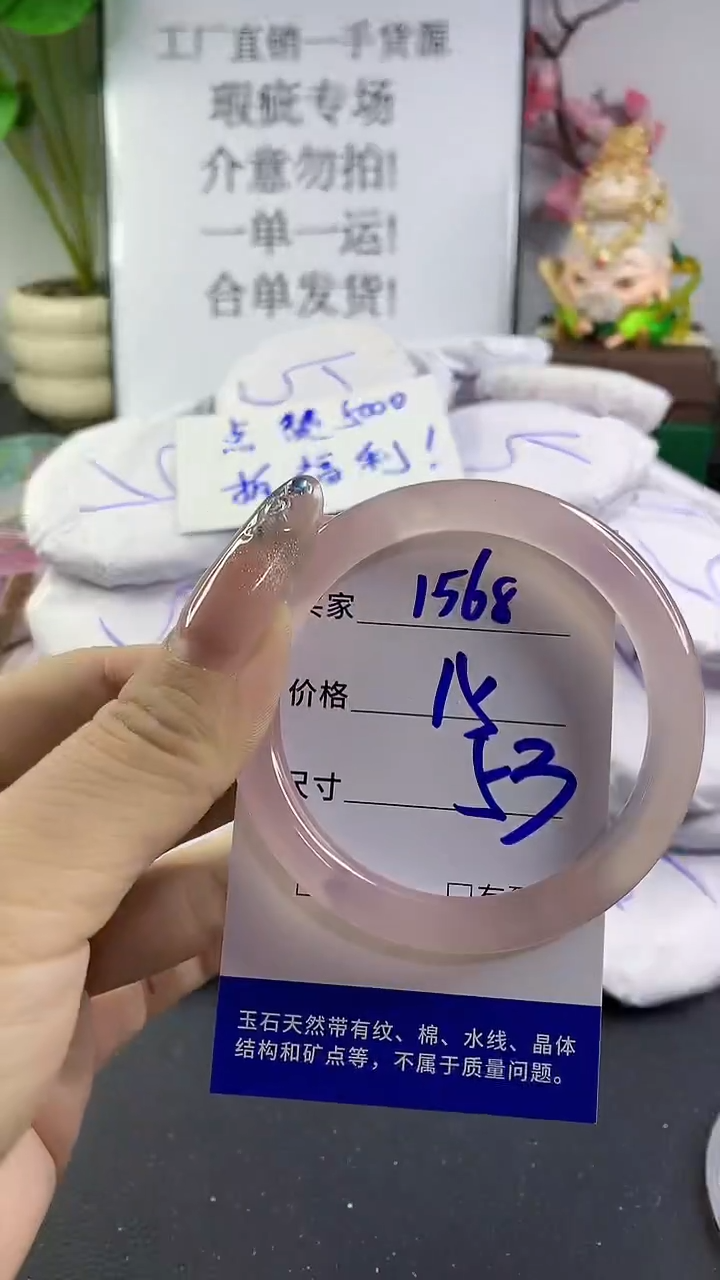 工厂直销一手货源
瑕疵专场
介意勿拍!
一单一运!
合单发货!
57
点赞5000
拆福利!
家 1568
价格 15
尺寸 53
玉石天然带有纹、棉、水线、晶体
结构和矿点等，不属于质量问题。